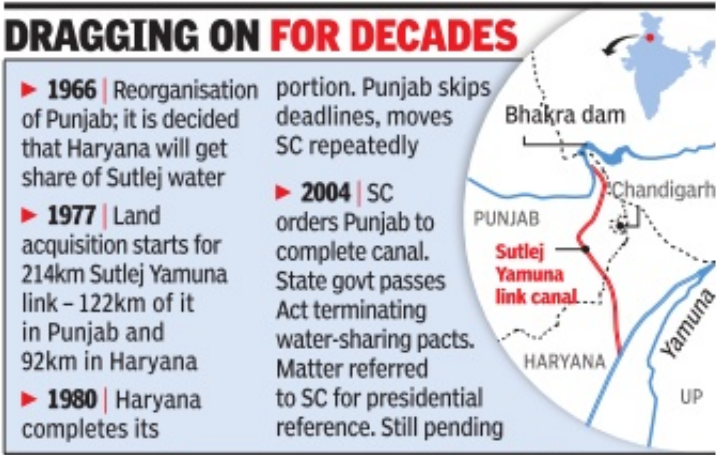 DRAGGING ON FOR DECADES
► 1966 | Reorganisation
of Punjab; it is decided
that Haryana will get
share of Sutlej water
► 1977 | Land
acquisition starts for
214km Sutlej Yamuna
link – 122km of it
in Punjab and
92km in Haryana
► 1980 | Haryana
completes its
portion. Punjab skips
deadlines, moves
SC repeatedly
► 2004 | SC
orders Punjab to
complete canal.
State govt passes
Act terminating
water-sharing pacts.
Matter referred
to SC for presidential
reference. Still pending
Bhakra dam
Chandigarh
PUNJAB
Sutlej
Yamuna
link canal
HARYANA
Yamuna
UP